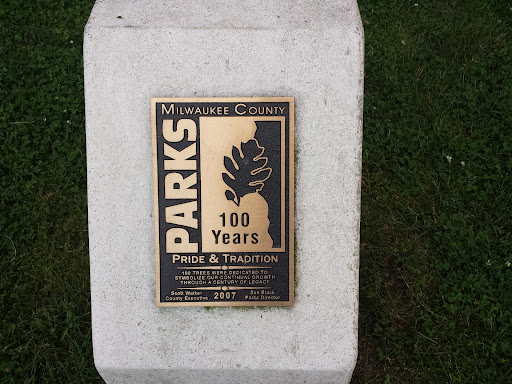 MILWAUKEE COUNTY
PARKS
100
Years
PRIDE & TRADITION
100 TREES WERE DEDICATED TO
SYMBOLIZE OUR CONTINUAL GROWTH
THROUGH A CENTURY OF LEGACY
Scott Walker
County Executive
2007
Sue Black
Parks Director